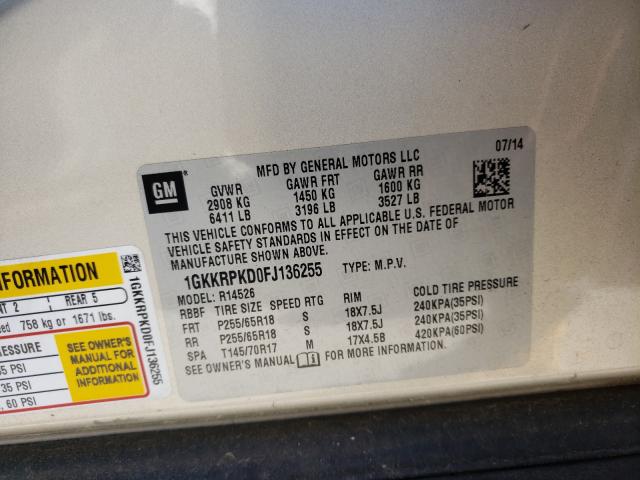 GM
MFD BY GENERAL MOTORS LLC
07/14
GVWR GAWR FRT GAWR RR
2908 KG 1450 KG 1600 KG
6411 LB 3196 LB 3527 LB
THIS VEHICLE CONFORMS TO ALL APPLICABLE U.S. FEDERAL MOTOR
VEHICLE SAFETY STANDARDS IN EFFECT ON THE DATE OF
MANUFACTURE SHOWN ABOVE.
1GKKRPKD0FJ136255 TYPE: M.P.V.
MODEL: R14526
RBBF TIRE SIZE SPEED RTG RIM COLD TIRE PRESSURE
FRT P255/65R18 S 18X7.5J 240KPA(35PSI)
RR P255/65R18 S 18X7.5J 240KPA(35PSI)
SPA T145/70R17 M 17X4.5B 420KPA(60PSI)
SEE OWNER'S MANUAL FOR MORE INFORMATION.
INFORMATION
2 REAR 5
758 kg or 1671 lbs.
SEE OWNER'S
MANUAL FOR
ADDITIONAL
INFORMATION
35 PSI
, 60 PSI
1GKKRPKD0FJ136255